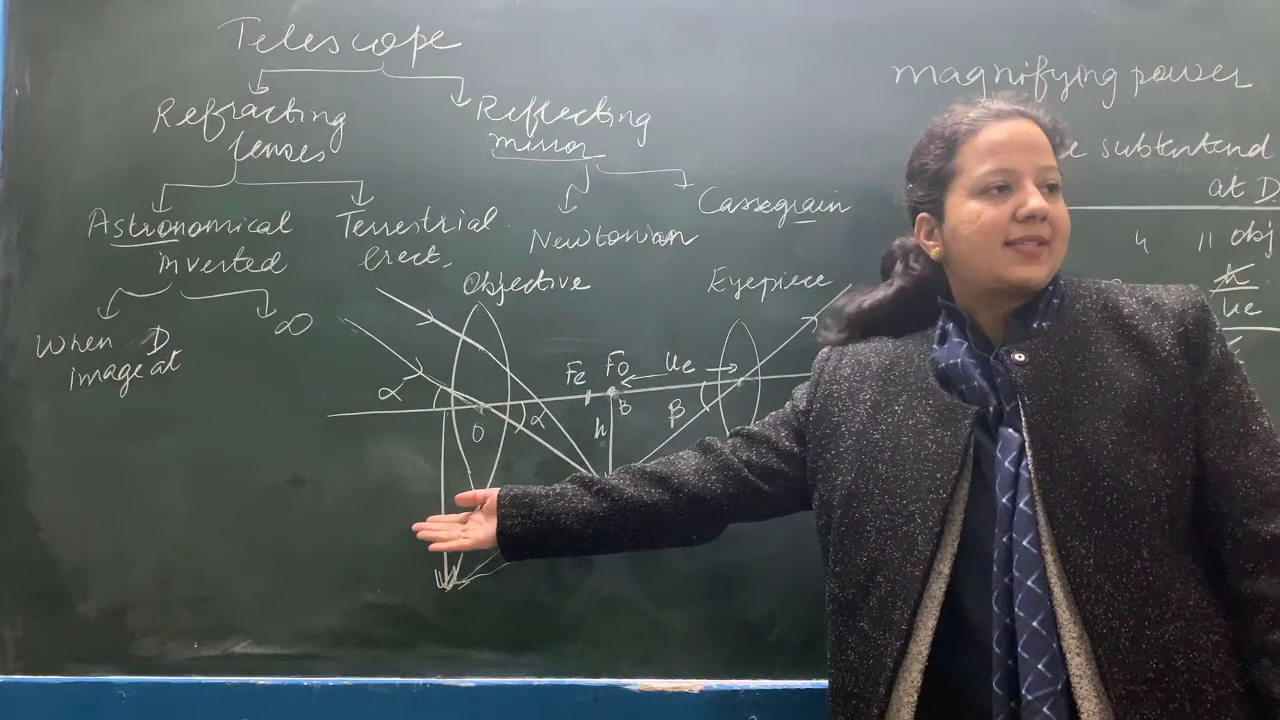 Telescope
Refracting
lenses
Reflecting
mirror
Astronomical
inverted
Terrestrial
Erect,
Newtonian
Cassegrain
When D
image at
∞
Objective
Eyepiece
α
α
O
Fe
Fo
B
h
ue
β
magnifying power
subtend
at D.
" obj
h
ue